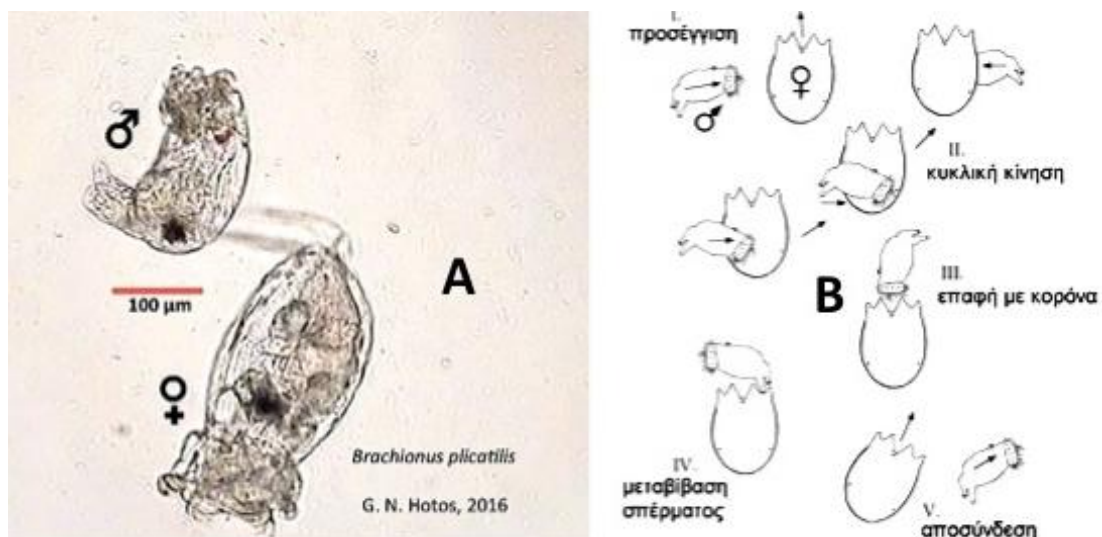 ♂
A
100 μm
♀
Brachionus plicatilis
G. N. Hotos, 2016
I.
προσέγγιση
♀
♂
II.
κυκλική κίνηση
B
III.
επαφή με κορόνα
IV.
μεταβίβαση
σπέρματος
V.
αποσύνδεση